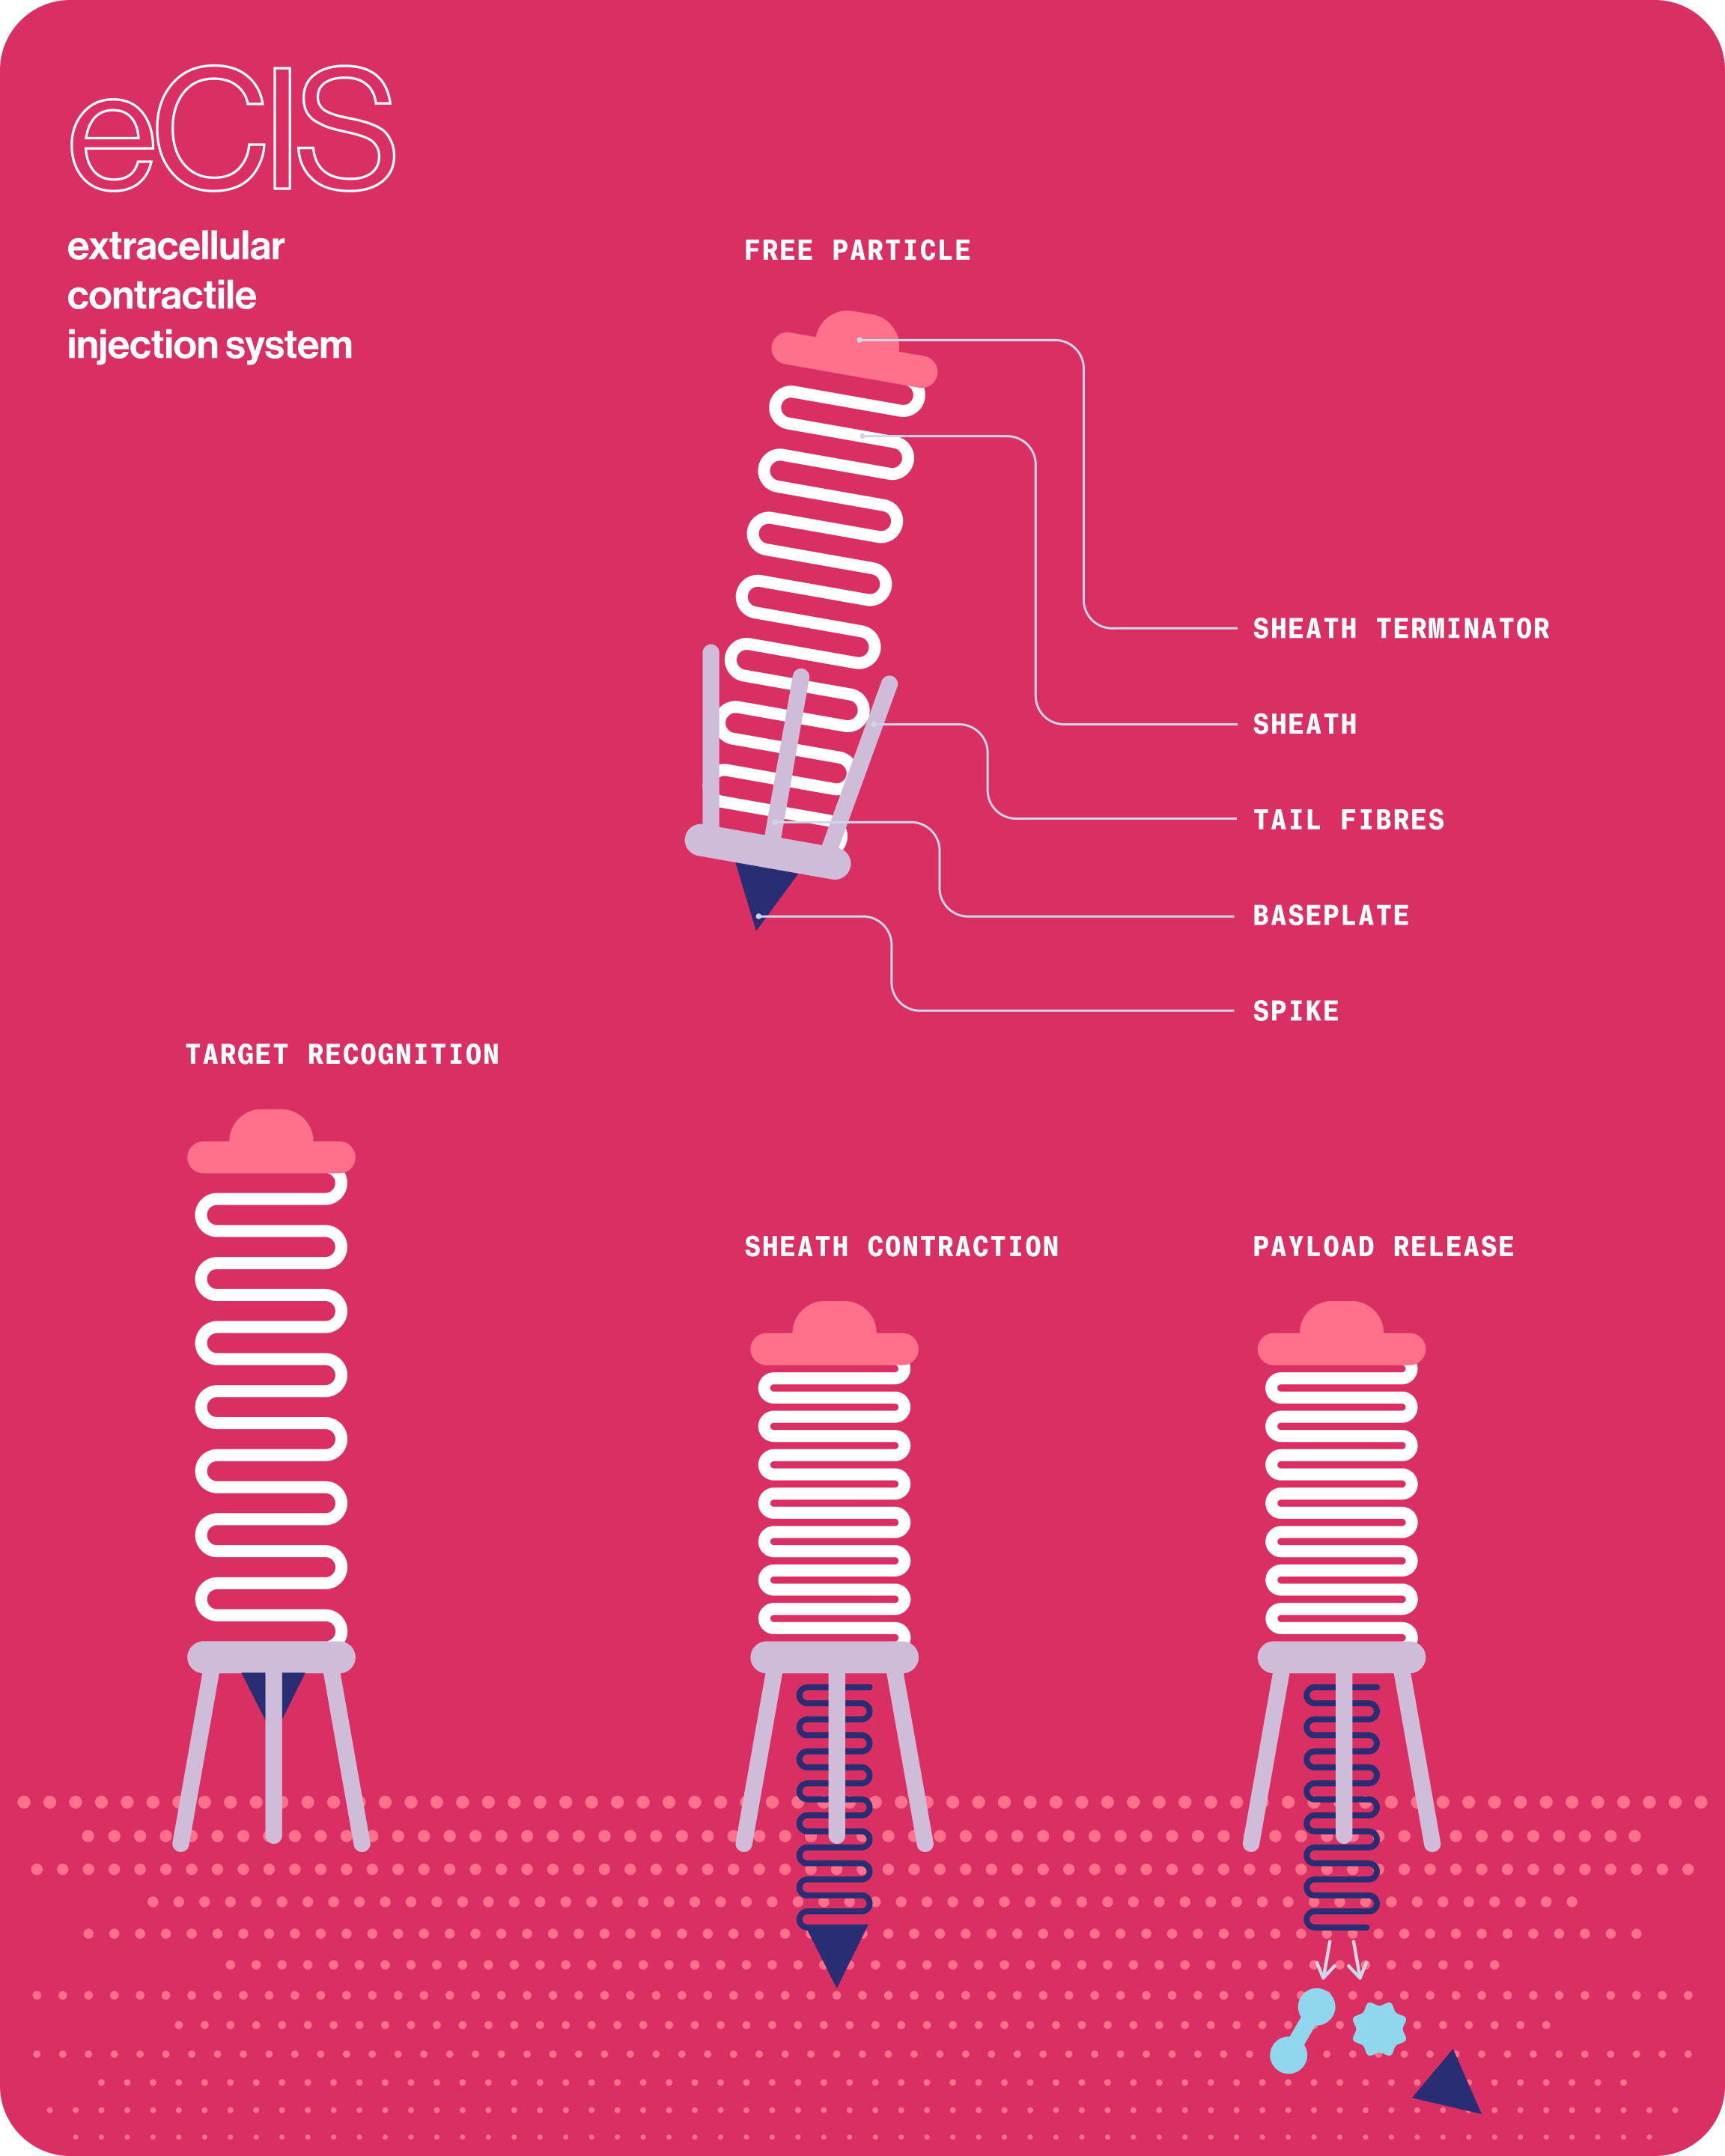 eCIS
extracellular
contractile
injection system
FREE PARTICLE
SHEATH TERMINATOR
SHEATH
TAIL FIBRES
BASEPLATE
SPIKE
TARGET RECOGNITION
SHEATH CONTRACTION
PAYLOAD RELEASE